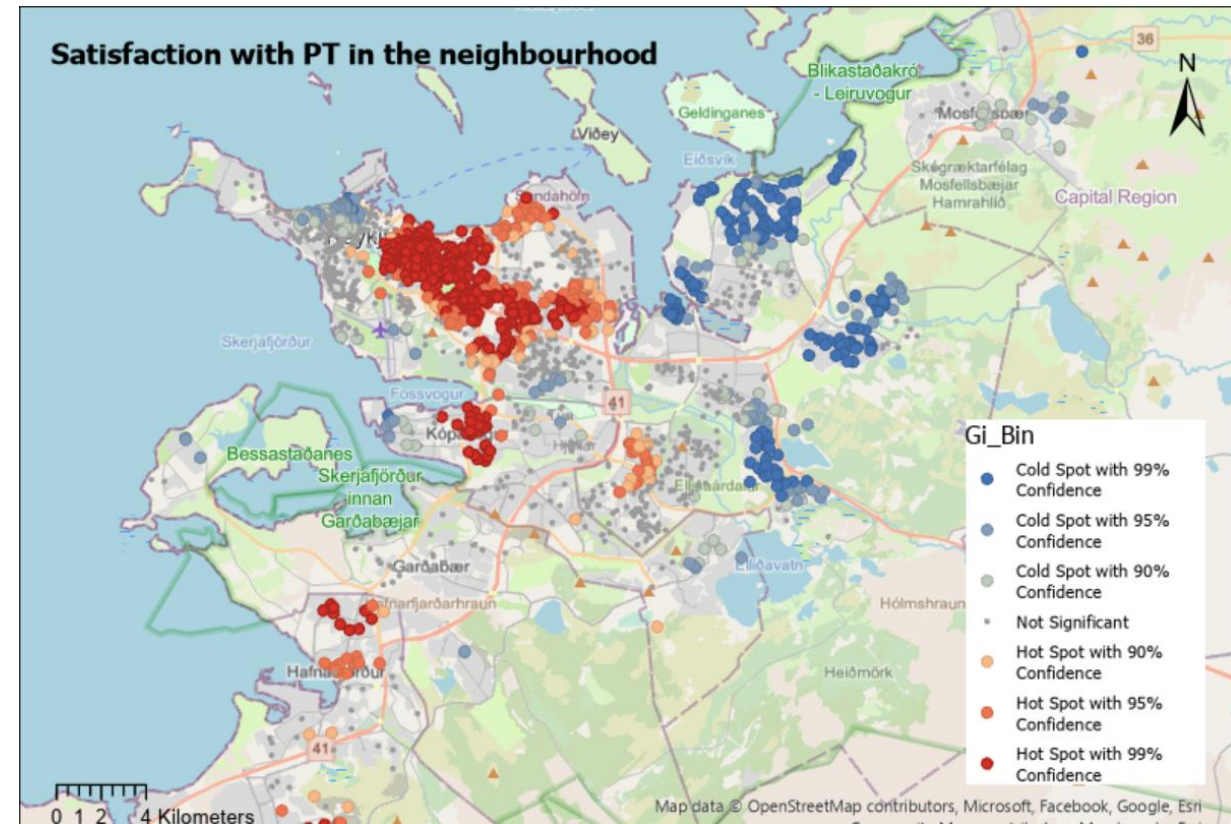 Satisfaction with PT in the neighbourhood
36
N
Blikastaðakró
- Leiruvogur
Geldinganes
Viðey
Eiðsvík
Skógræktarfélag
Mosfellsbæjar
Hamrahlíð
Capital Region
Skerjafjörður
Fossvogur
41
Bessastaðanes
Skerjafjörður
innan
Garðabæjar
Garðabær
Elliðavatn
Hólmshraun
Heiðmörk
41
Gi_Bin
Cold Spot with 99%
Confidence
Cold Spot with 95%
Confidence
Cold Spot with 90%
Confidence
Not Significant
Hot Spot with 90%
Confidence
Hot Spot with 95%
Confidence
Hot Spot with 99%
Confidence
0 1 2 4 Kilometers
Map data © OpenStreetMap contributors, Microsoft, Facebook, Google, Esri